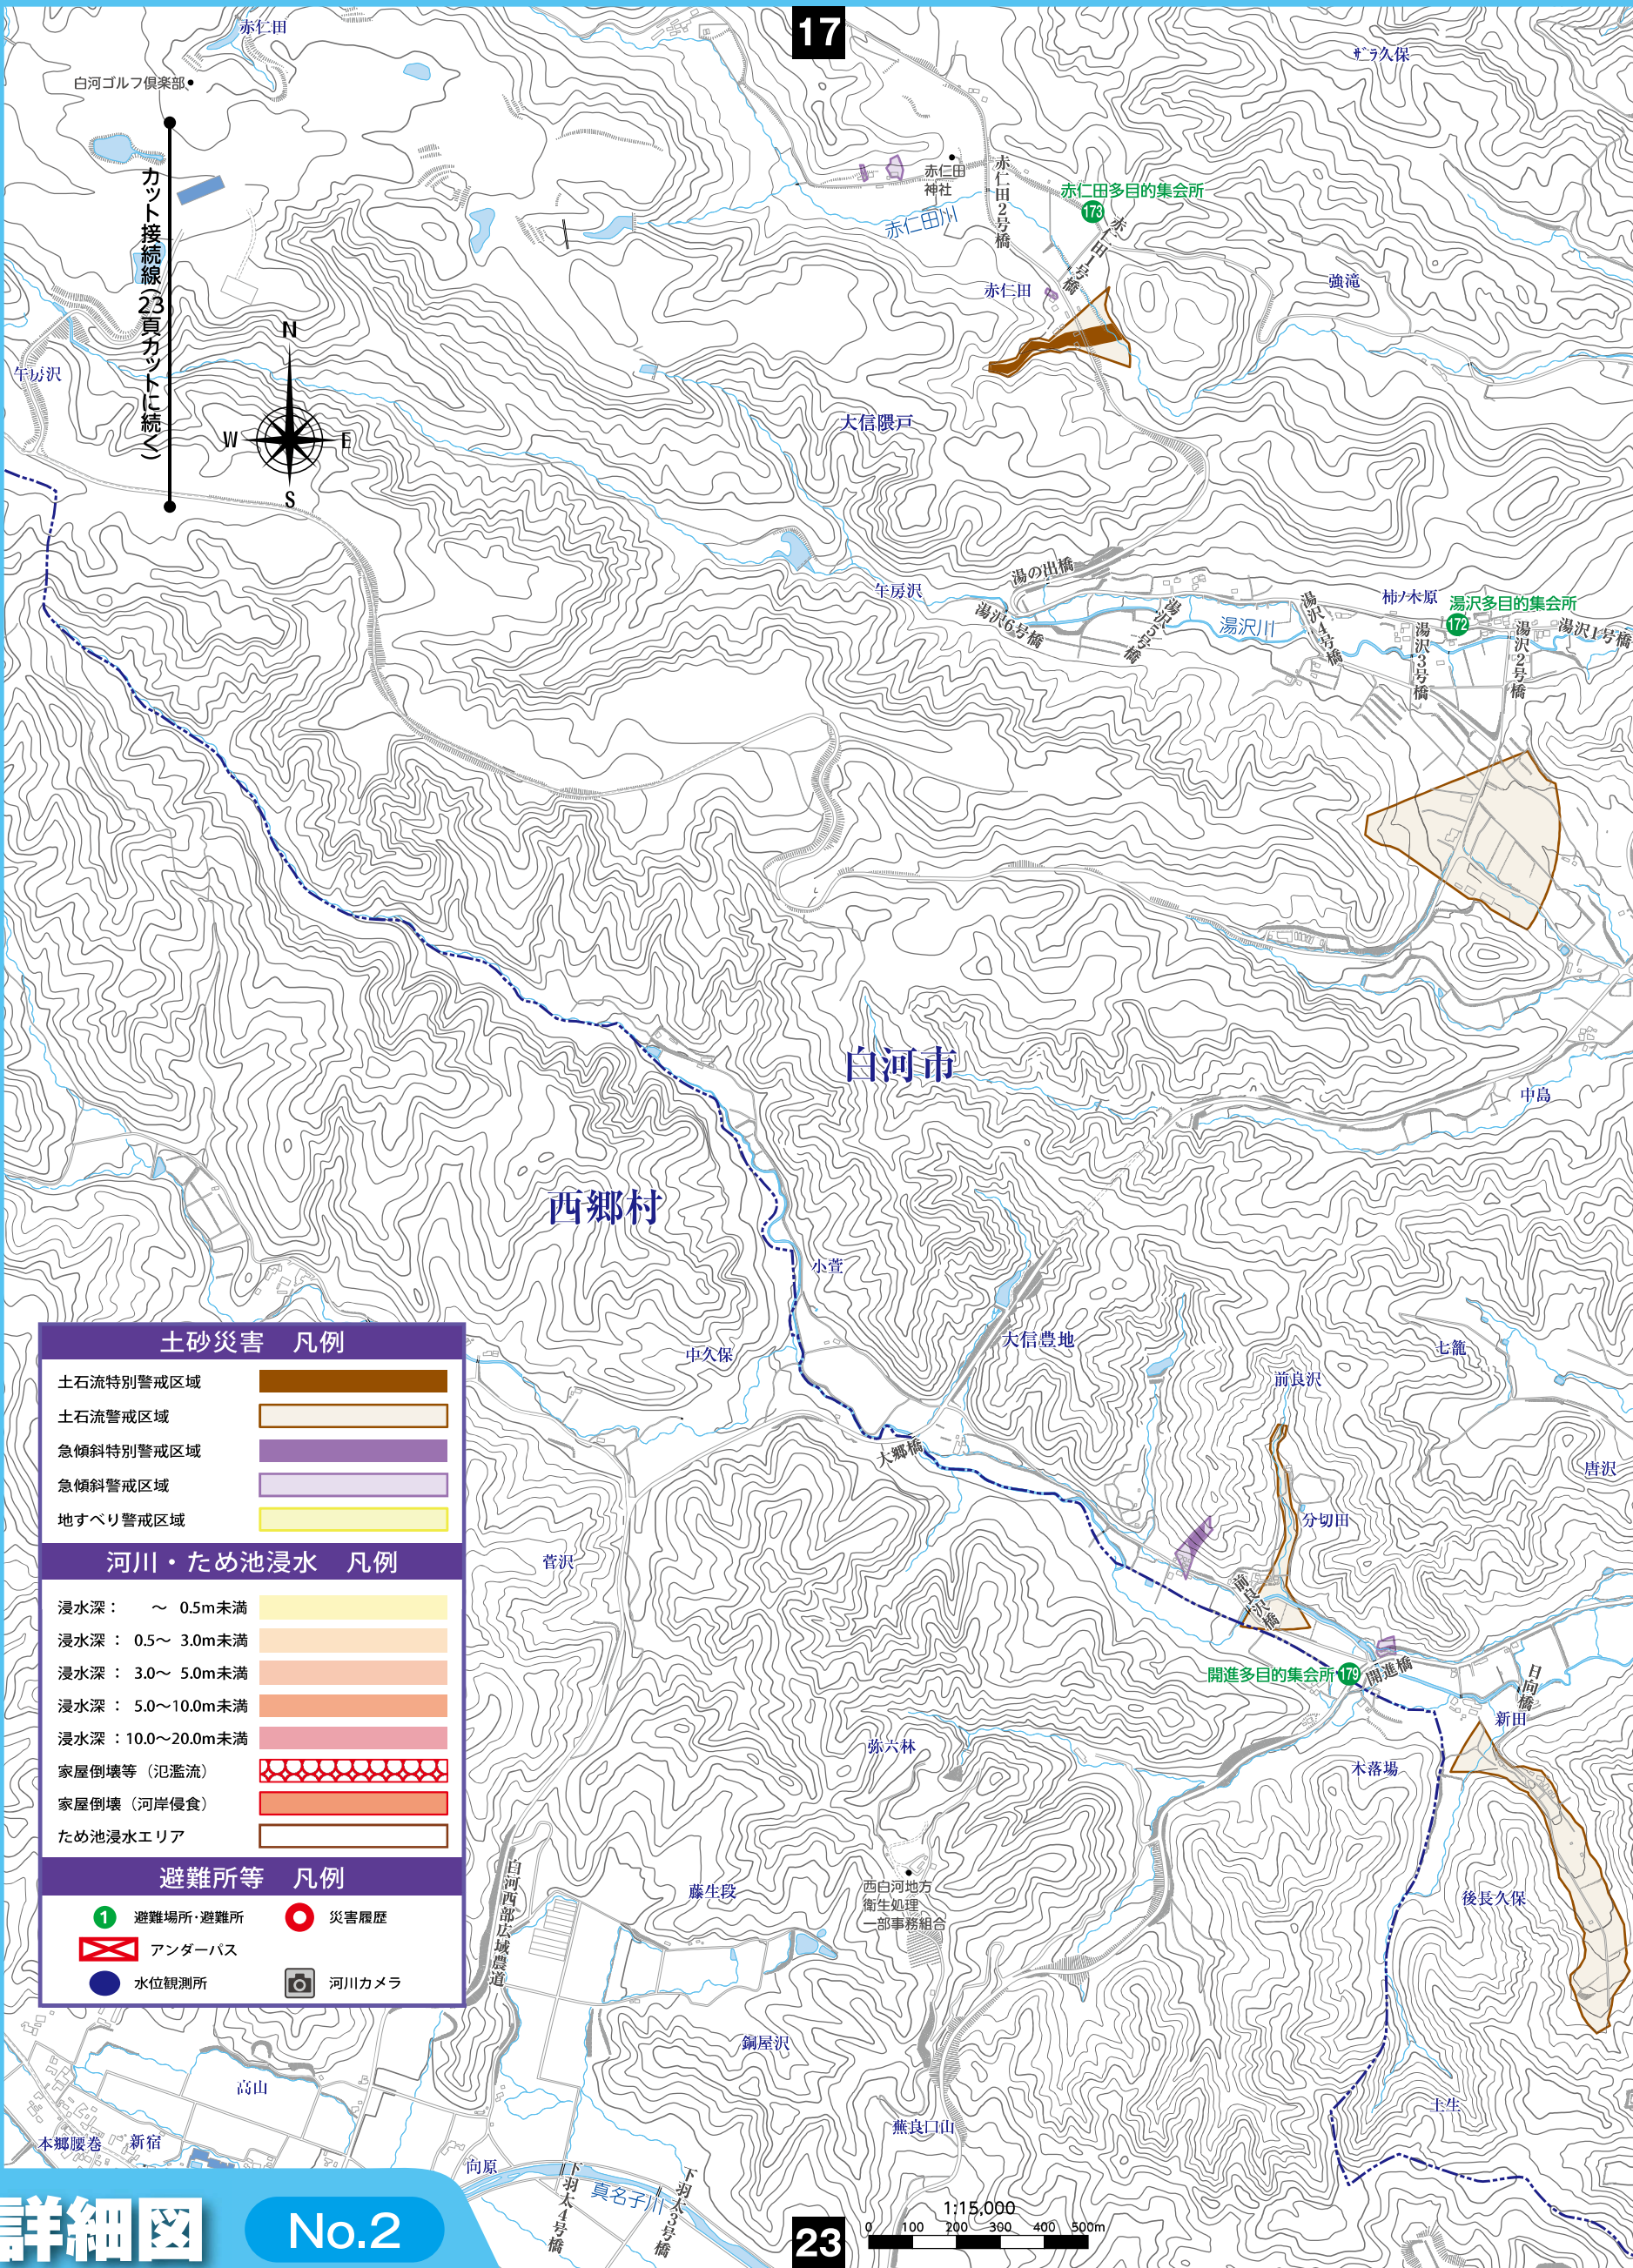 17
赤仁田
ザラ久保
白河ゴルフ倶楽部
カット接続線(23頁カットに続く)
赤仁田
神社
赤仁田2号橋
赤仁田多目的集会所
173
赤仁田1号橋
赤仁田川
赤仁田
強滝
午房沢
N
W
E
S
大信隈戸
湯の出橋
午房沢
湯沢6号橋
湯沢5号橋
湯沢川
湯沢4号橋
柿ノ木原
湯沢多目的集会所
172
湯沢3号橋
湯沢2号橋
湯沢1号橋
白河市
中島
西郷村
小萱
大信豊地
中久保
七籠
前良沢
大郷橋
唐沢
分切田
菅沢
前良沢橋
開進多目的集会所
179
開進橋
日向橋
新田
弥六林
木落場
西白河地方
衛生処理
一部事務組合
藤生段
後長久保
白河西部広域農道
銅屋沢
土生
蕪良口山
高山
本郷腰巻
新宿
向原
下羽太4号橋
真名子川
下羽太3号橋
土砂災害 凡例
土石流特別警戒区域
土石流警戒区域
急傾斜特別警戒区域
急傾斜警戒区域
地すべり警戒区域
河川・ため池浸水 凡例
浸水深: ～ 0.5m未満
浸水深 : 0.5～ 3.0m未満
浸水深 : 3.0～ 5.0m未満
浸水深 : 5.0～10.0m未満
浸水深 :10.0～20.0m未満
家屋倒壊等（氾濫流）
家屋倒壊（河岸侵食）
ため池浸水エリア
避難所等 凡例
1 避難場所･避難所
災害履歴
アンダーパス
水位観測所
河川カメラ
詳細図
No.2
23
1:15,000
0 100 200 300 400 500m